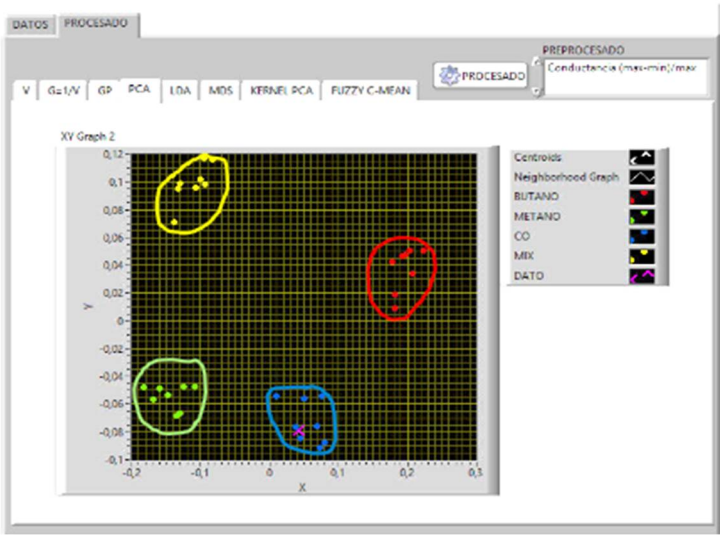 DATOS PROCESADO
PREPROCESADO
PROCESADO Conductancia (max-min)/max
V G=1/V GP PCA LDA MDS KERNEL PCA FUZZY C-MEAN
XY Graph 2
0,12
0,1
0,08
0,06
0,04
0,02
0
-0,02
-0,04
-0,06
-0,08
-0,1
Y
-0,2 -0,1 0 0,1 0,2 0,3
X
Centroids
Neighborhood Graph
BUTANO
METANO
CO
MIX
DATO